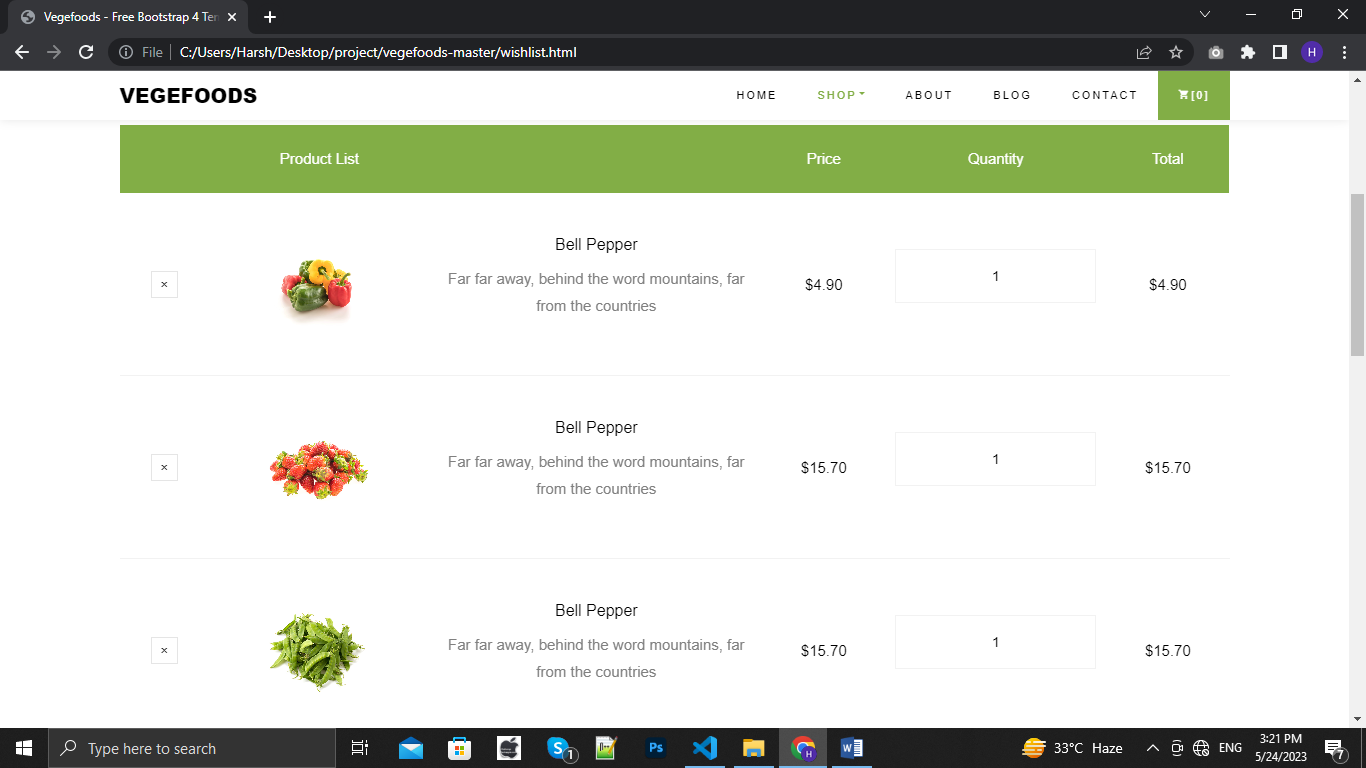 Vegefoods - Free Bootstrap 4 Ten
File C:/Users/Harsh/Desktop/project/vegefoods-master/wishlist.html
H
VEGEFOODS HOME SHOP ABOUT BLOG CONTACT [0]
Product List Price Quantity Total
Bell Pepper
Far far away, behind the word mountains, far
from the countries
$4.90 1 $4.90
Bell Pepper
Far far away, behind the word mountains, far
from the countries
$15.70 1 $15.70
Bell Pepper
Far far away, behind the word mountains, far
from the countries
$15.70 1 $15.70
Type here to search
1
Ps
H
W
33°C Haze
ENG
3:21 PM
5/24/2023
7